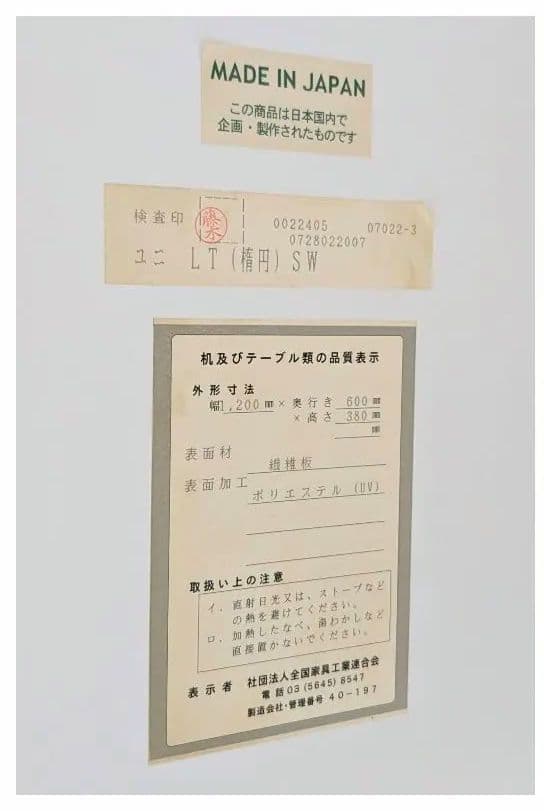 MADE IN JAPAN
この商品は日本国内で
企画・製作されたものです
検査印
0022405 07022-3
0728022007
ユニ LT(楕円)SW
机及びテーブル類の品質表示
外形寸法
幅1,200 ㎜ × 奥行き 600 ㎜
× 高さ 380 ㎜
㎜
表面材 繊維板
表面加工 ポリエステル (UV)
取扱い上の注意
イ. 直射日光又は、ストーブなど
の熱を避けてください。
ロ. 加熱したなべ、湯わかしなど
直接置かないでください。
表示者 社団法人全国家具工業連合会
電話 03 (5645) 8547
製造会社・管理番号 40-197